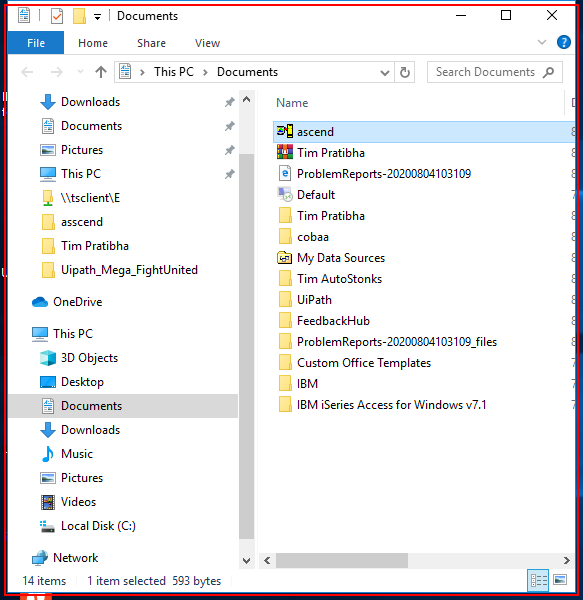 Documents
File Home Share View
This PC Documents Search Documents
Downloads
Documents
Pictures
This PC
\\tsclient\E
asscend
Tim Pratibha
Uipath_Mega_FightUnited
OneDrive
This PC
3D Objects
Desktop
Documents
Downloads
Music
Pictures
Videos
Local Disk (C:)
Network
Name
ascend
Tim Pratibha
ProblemReports-20200804103109
Default
Tim Pratibha
cobaa
My Data Sources
Tim AutoStonks
UiPath
FeedbackHub
ProblemReports-20200804103109_files
Custom Office Templates
IBM
IBM iSeries Access for Windows v7.1
14 items 1 item selected 593 bytes